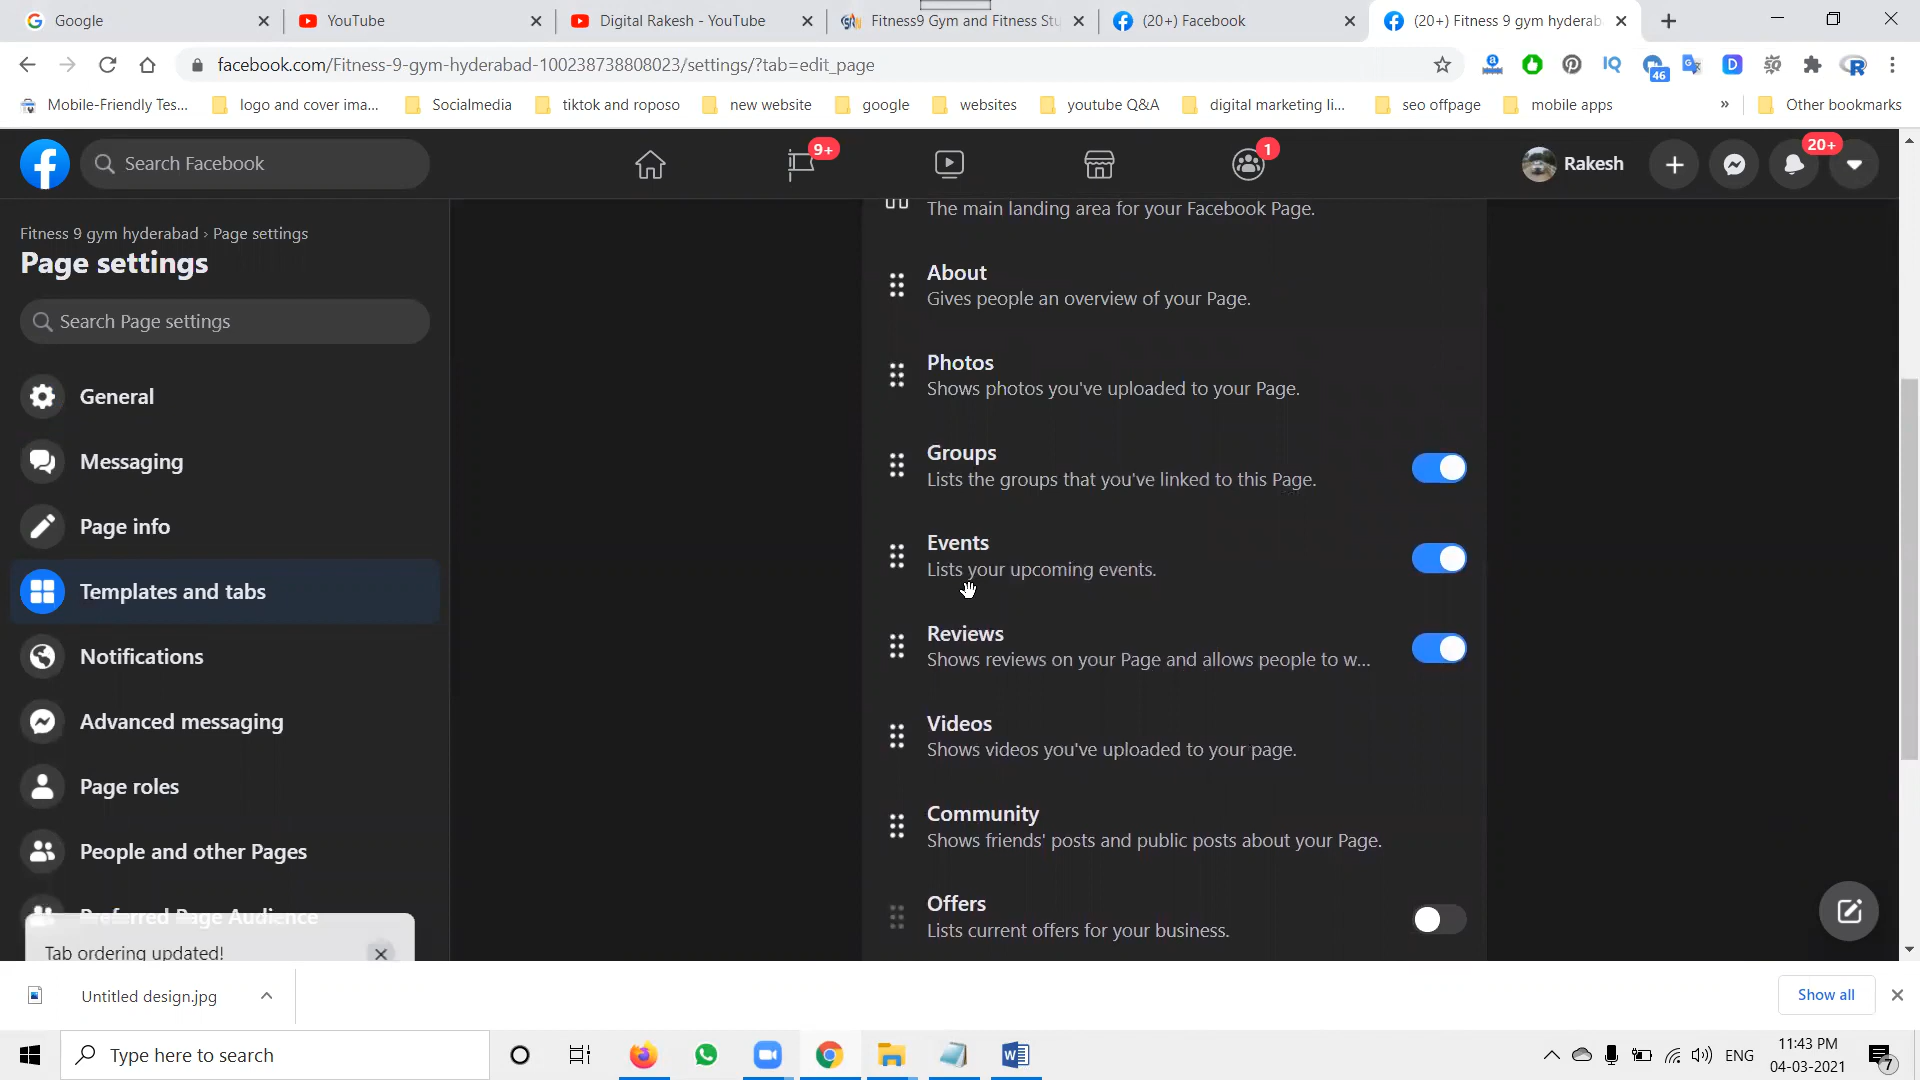 Google
YouTube
Digital Rakesh - YouTube
Fitness9 Gym and Fitness Stu
(20+) Facebook
(20+) Fitness 9 gym hyderab
facebook.com/Fitness-9-gym-hyderabad-100238738808023/settings/?tab=edit_page
46
Mobile-Friendly Tes...
logo and cover ima...
Socialmedia
tiktok and roposo
new website
google
websites
youtube Q&A
digital marketing li...
seo offpage
mobile apps
»
Other bookmarks
Search Facebook
9+
1
Rakesh
20+
Fitness 9 gym hyderabad › Page settings
Page settings
Search Page settings
General
Messaging
Page info
Templates and tabs
Notifications
Advanced messaging
Page roles
People and other Pages
Preferred Page Audience
Tab ordering updated!
The main landing area for your Facebook Page.
About
Gives people an overview of your Page.
Photos
Shows photos you've uploaded to your Page.
Groups
Lists the groups that you've linked to this Page.
Events
Lists your upcoming events.
Reviews
Shows reviews on your Page and allows people to w...
Videos
Shows videos you've uploaded to your page.
Community
Shows friends' posts and public posts about your Page.
Offers
Lists current offers for your business.
Untitled design.jpg
Show all
Type here to search
ENG
11:43 PM
04-03-2021
7